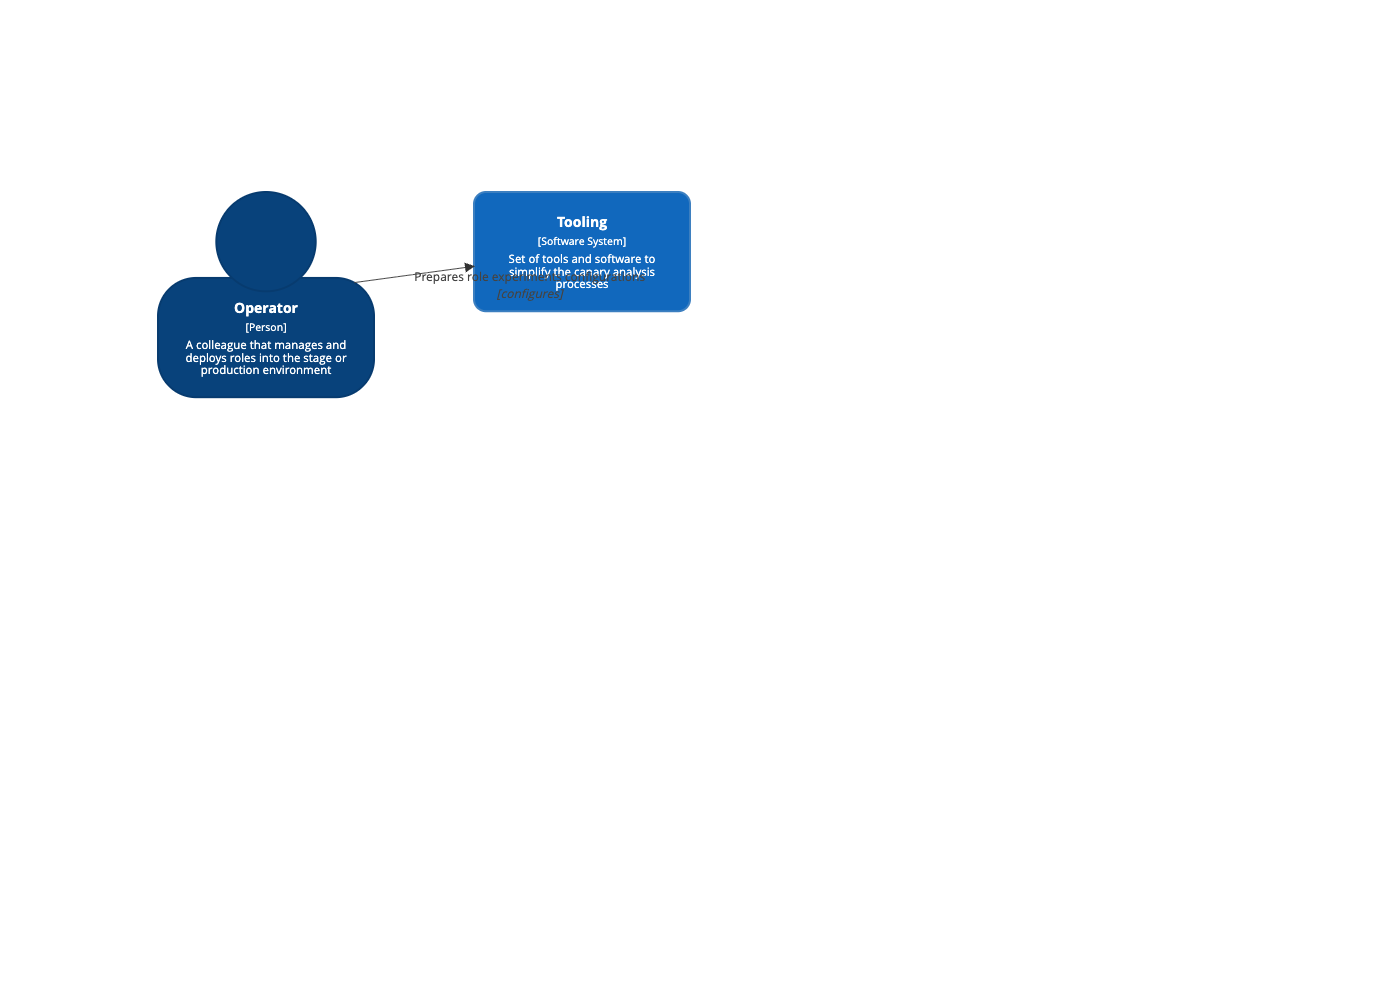 Tooling
[Software System]
Set of tools and software to
simplify the canary analysis
processes
Prepares role
[configures]
Operator
[Person]
A colleague that manages and
deploys roles into the stage or
production environment